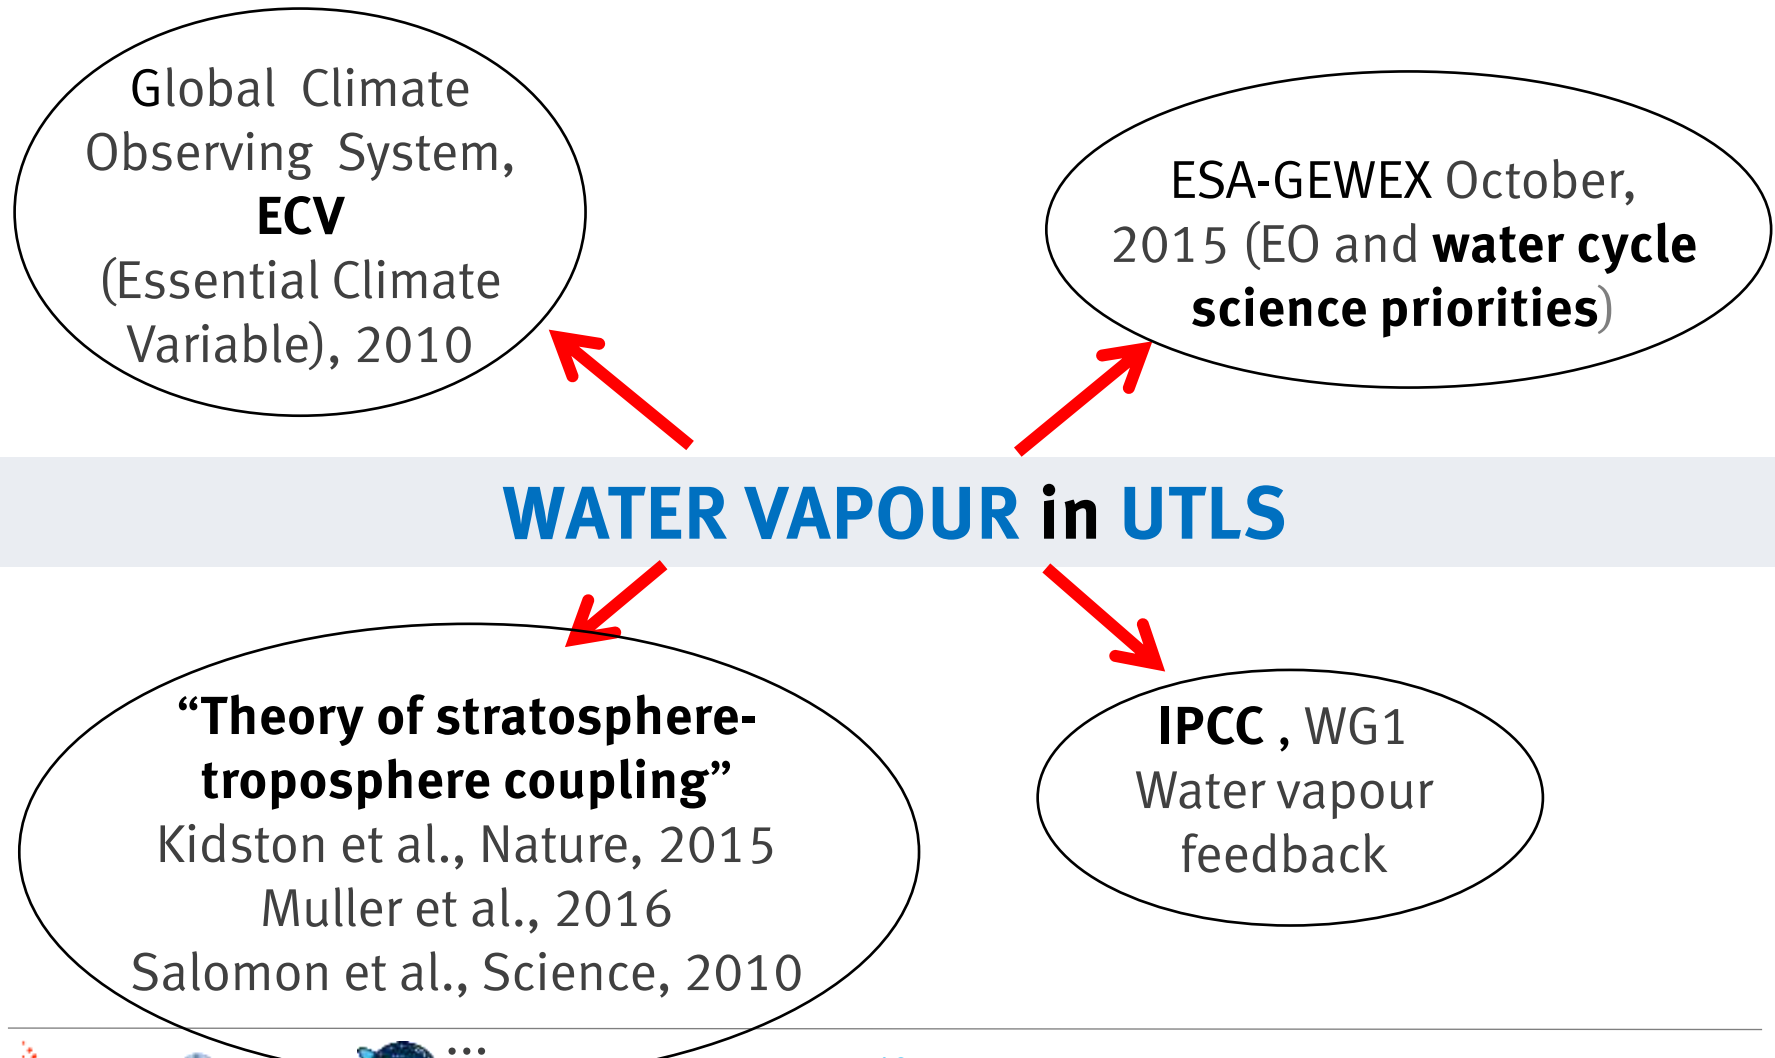 Global Climate
Observing System,
ECV
(Essential Climate
Variable), 2010
ESA-GEWEX October,
2015 (EO and water cycle
science priorities)
WATER VAPOUR in UTLS
“Theory of stratosphere-
troposphere coupling”
Kidston et al., Nature, 2015
Muller et al., 2016
Salomon et al., Science, 2010
IPCC , WG1
Water vapour
feedback